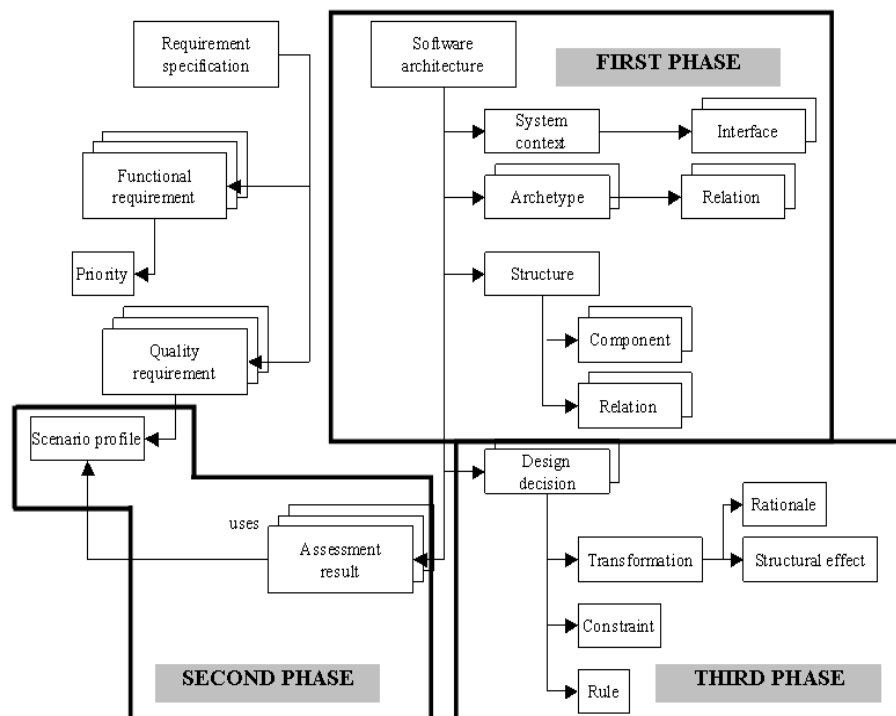 Requirement
specification
Software
architecture
FIRST PHASE
System
context
Interface
Functional
requirement
Archetype
Relation
Priority
Structure
Quality
requirement
Component
Relation
Scenario profile
Design
decision
Rationale
uses
Assessment
result
Transformation
Structural effect
Constraint
SECOND PHASE
Rule
THIRD PHASE